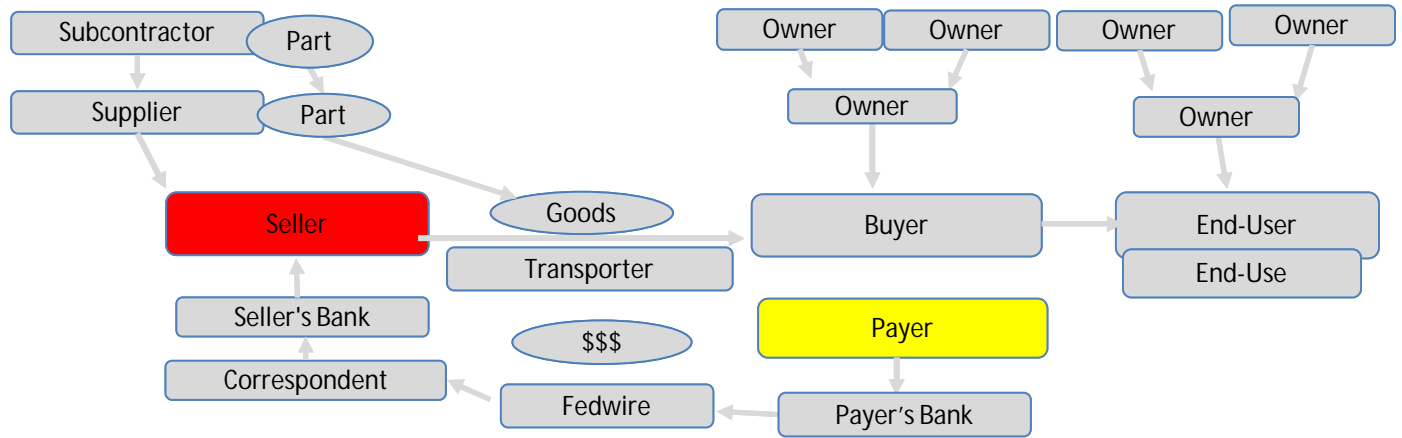 Subcontractor
Part
Owner
Owner
Owner
Owner
Supplier
Part
Owner
Owner
Seller
Goods
Buyer
End-User
Transporter
End-Use
Seller's Bank
$$$
Payer
Correspondent
Fedwire
Payer’s Bank